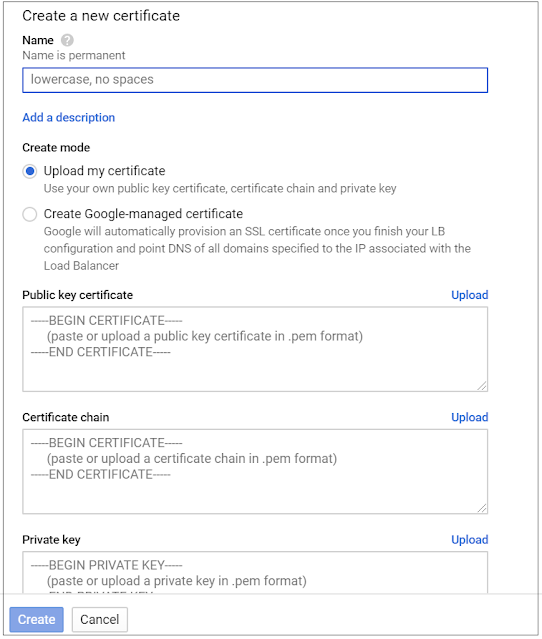 Create a new certificate
Name ?
Name is permanent
lowercase, no spaces
Add a description
Create mode
Upload my certificate
Use your own public key certificate, certificate chain and private key
Create Google-managed certificate
Google will automatically provision an SSL certificate once you finish your LB
configuration and point DNS of all domains specified to the IP associated with the
Load Balancer
Public key certificate Upload
-----BEGIN CERTIFICATE-----
(paste or upload a public key certificate in .pem format)
-----END CERTIFICATE-----
Certificate chain Upload
-----BEGIN CERTIFICATE-----
(paste or upload a certificate chain in .pem format)
-----END CERTIFICATE-----
Private key Upload
-----BEGIN PRIVATE KEY-----
(paste or upload a private key in .pem format)
-----END PRIVATE KEY-----
Create Cancel